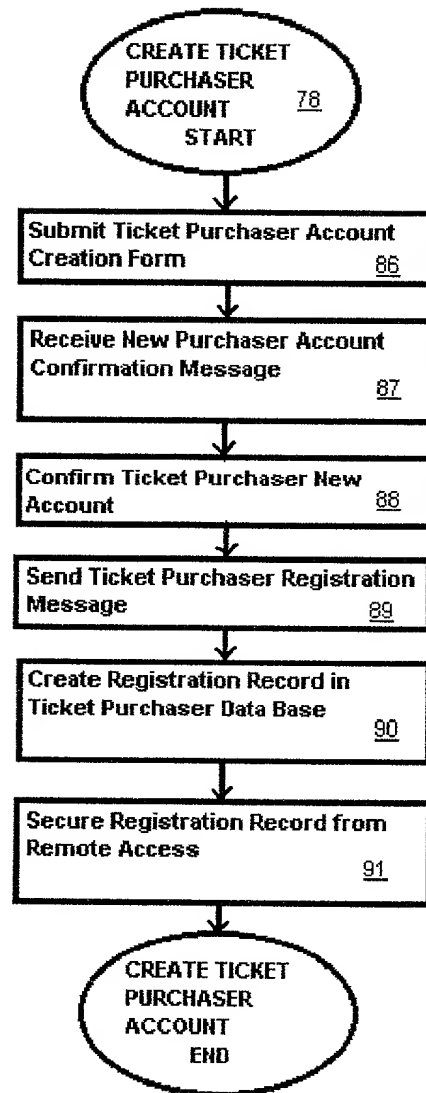 CREATE TICKET
PURCHASER
ACCOUNT 78
START
Submit Ticket Purchaser Account
Creation Form 86
Receive New Purchaser Account
Confirmation Message
87
Confirm Ticket Purchaser New
Account 88
Send Ticket Purchaser Registration
Message 89
Create Registration Record in
Ticket Purchaser Data Base
90
Secure Registration Record from
Remote Access
91
CREATE TICKET
PURCHASER
ACCOUNT
END